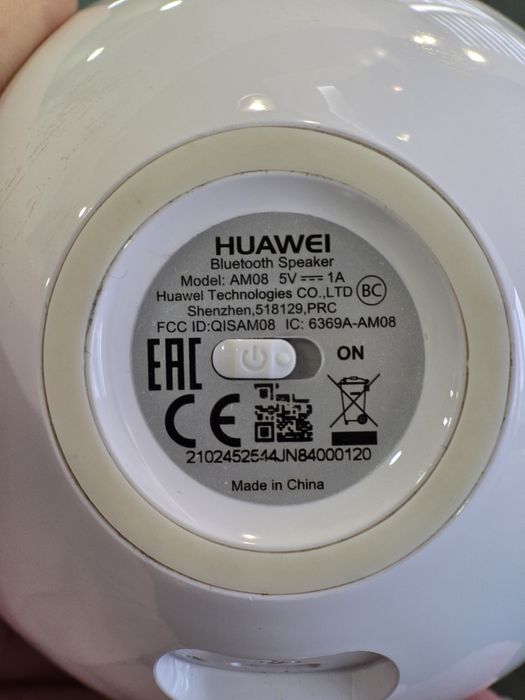 HUAWEI
Bluetooth Speaker
Model: AM08 5V⎓1A
Huawei Technologies CO.,LTD BC
Shenzhen,518129,PRC
FCC ID:QISAM08 IC: 6369A-AM08
EAC ON
CE
2102452544JN84000120
Made in China